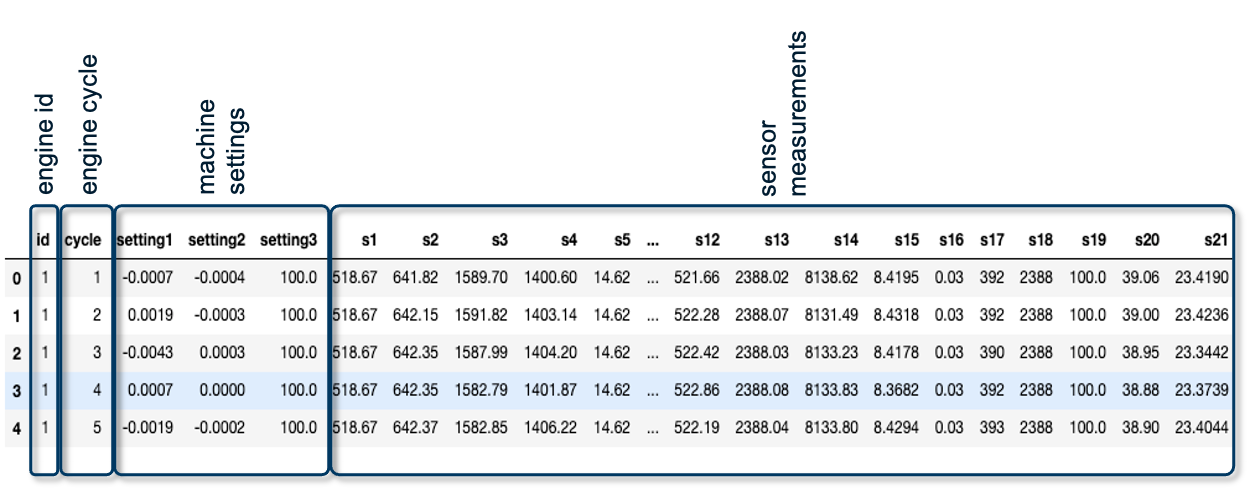 engine id
engine cycle
machine
settings
sensor
measurements
id cycle setting1 setting2 setting3 s1 s2 s3 s4 s5 ... s12 s13 s14 s15 s16 s17 s18 s19 s20 s21
0 1 1 -0.0007 -0.0004 100.0 518.67 641.82 1589.70 1400.60 14.62 ... 521.66 2388.02 8138.62 8.4195 0.03 392 2388 100.0 39.06 23.4190
1 1 2 0.0019 -0.0003 100.0 518.67 642.15 1591.82 1403.14 14.62 ... 522.28 2388.07 8131.49 8.4318 0.03 392 2388 100.0 39.00 23.4236
2 1 3 -0.0043 0.0003 100.0 518.67 642.35 1587.99 1404.20 14.62 ... 522.42 2388.03 8133.23 8.4178 0.03 390 2388 100.0 38.95 23.3442
3 1 4 0.0007 0.0000 100.0 518.67 642.35 1582.79 1401.87 14.62 ... 522.86 2388.08 8133.83 8.3682 0.03 392 2388 100.0 38.88 23.3739
4 1 5 -0.0019 -0.0002 100.0 518.67 642.37 1582.85 1406.22 14.62 ... 522.19 2388.04 8133.80 8.4294 0.03 393 2388 100.0 38.90 23.4044